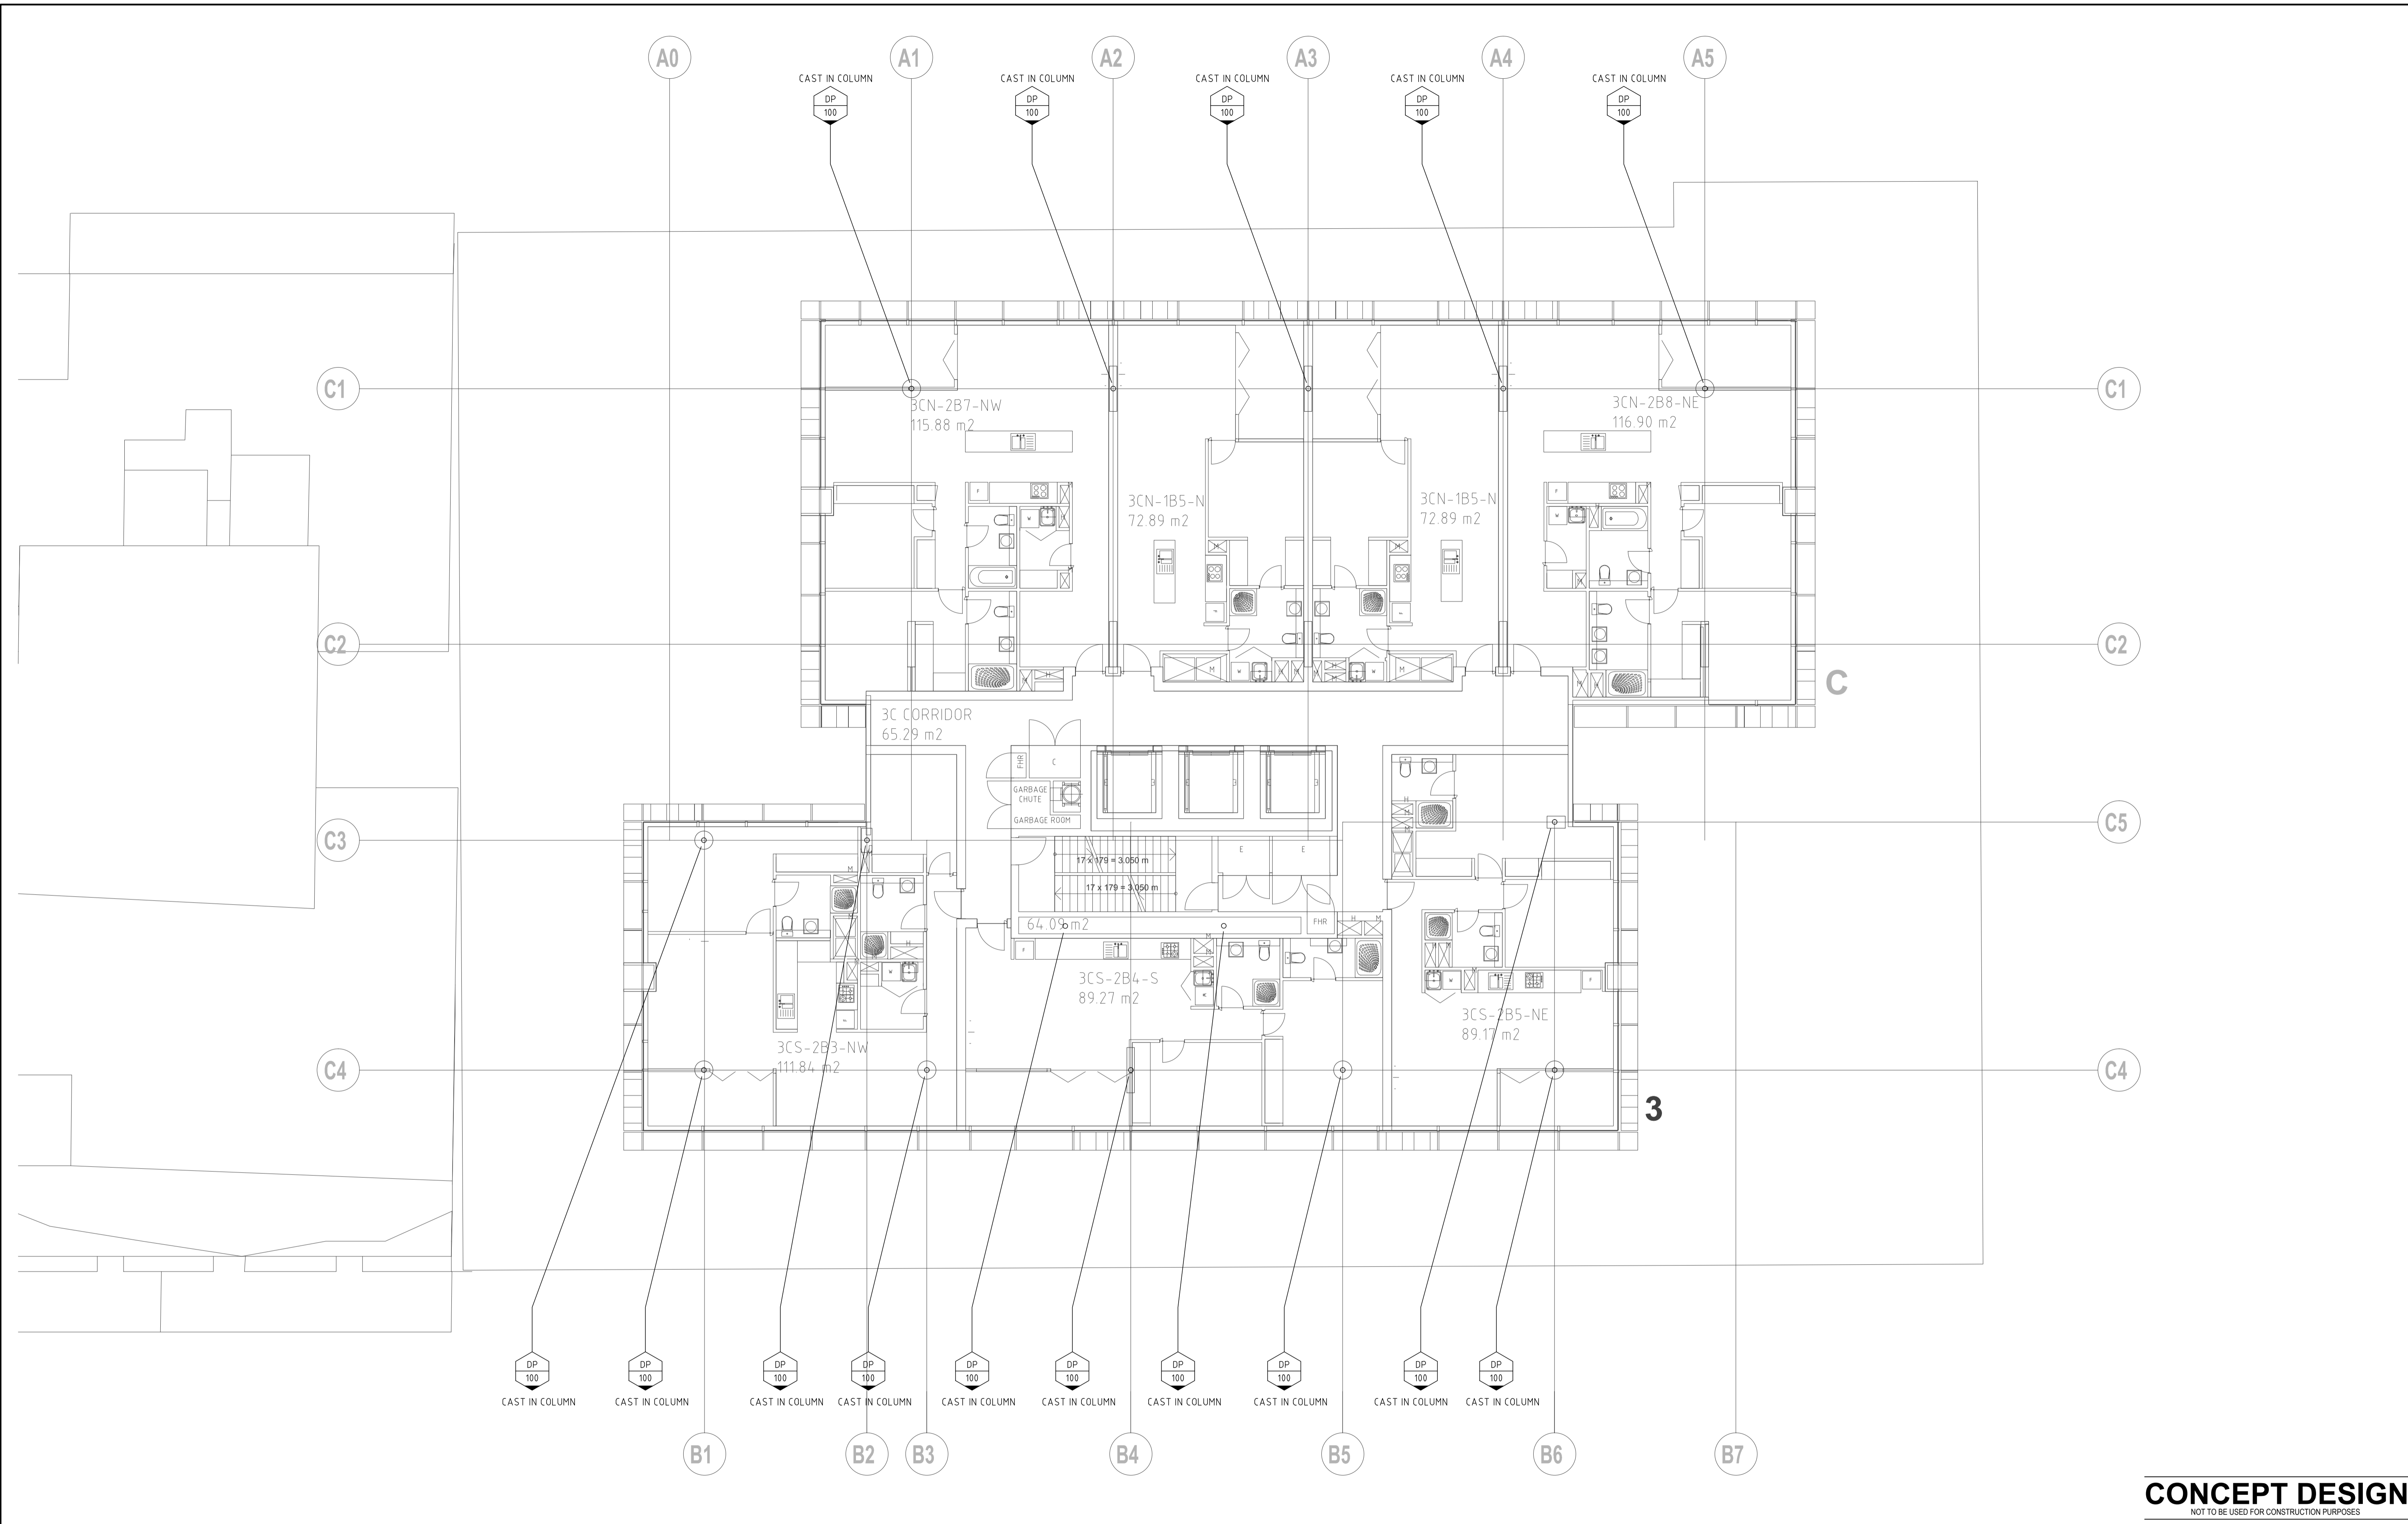 A0
A1
A2
A3
A4
A5
CAST IN COLUMN
DP
100
CAST IN COLUMN
DP
100
CAST IN COLUMN
DP
100
CAST IN COLUMN
DP
100
CAST IN COLUMN
DP
100
C1
C1
3CN-2B7-NW
115.88 m2
3CN-2B8-NE
116.90 m2
3CN-1B5-N
72.89 m2
3CN-1B5-N
72.89 m2
F
F
W
W
M
M
C2
C2
M
W
W
M
C
3C CORRIDOR
65.29 m2
FHR
C
GARBAGE
CHUTE
GARBAGE ROOM
C3
C5
17 x 179 = 3.050 m
17 x 179 = 3.050 m
E
E
FHR
H
M
64.09 m2
F
W
W
F
3CS-2B4-S
89.27 m2
3CS-2B5-NE
89.17 m2
3CS-2B3-NW
111.84 m2
C4
C4
3
DP
100
CAST IN COLUMN
DP
100
CAST IN COLUMN
DP
100
CAST IN COLUMN
DP
100
CAST IN COLUMN
DP
100
CAST IN COLUMN
DP
100
CAST IN COLUMN
DP
100
CAST IN COLUMN
DP
100
CAST IN COLUMN
DP
100
CAST IN COLUMN
DP
100
CAST IN COLUMN
B1
B2
B3
B4
B5
B6
B7
CONCEPT DESIGN
NOT TO BE USED FOR CONSTRUCTION PURPOSES